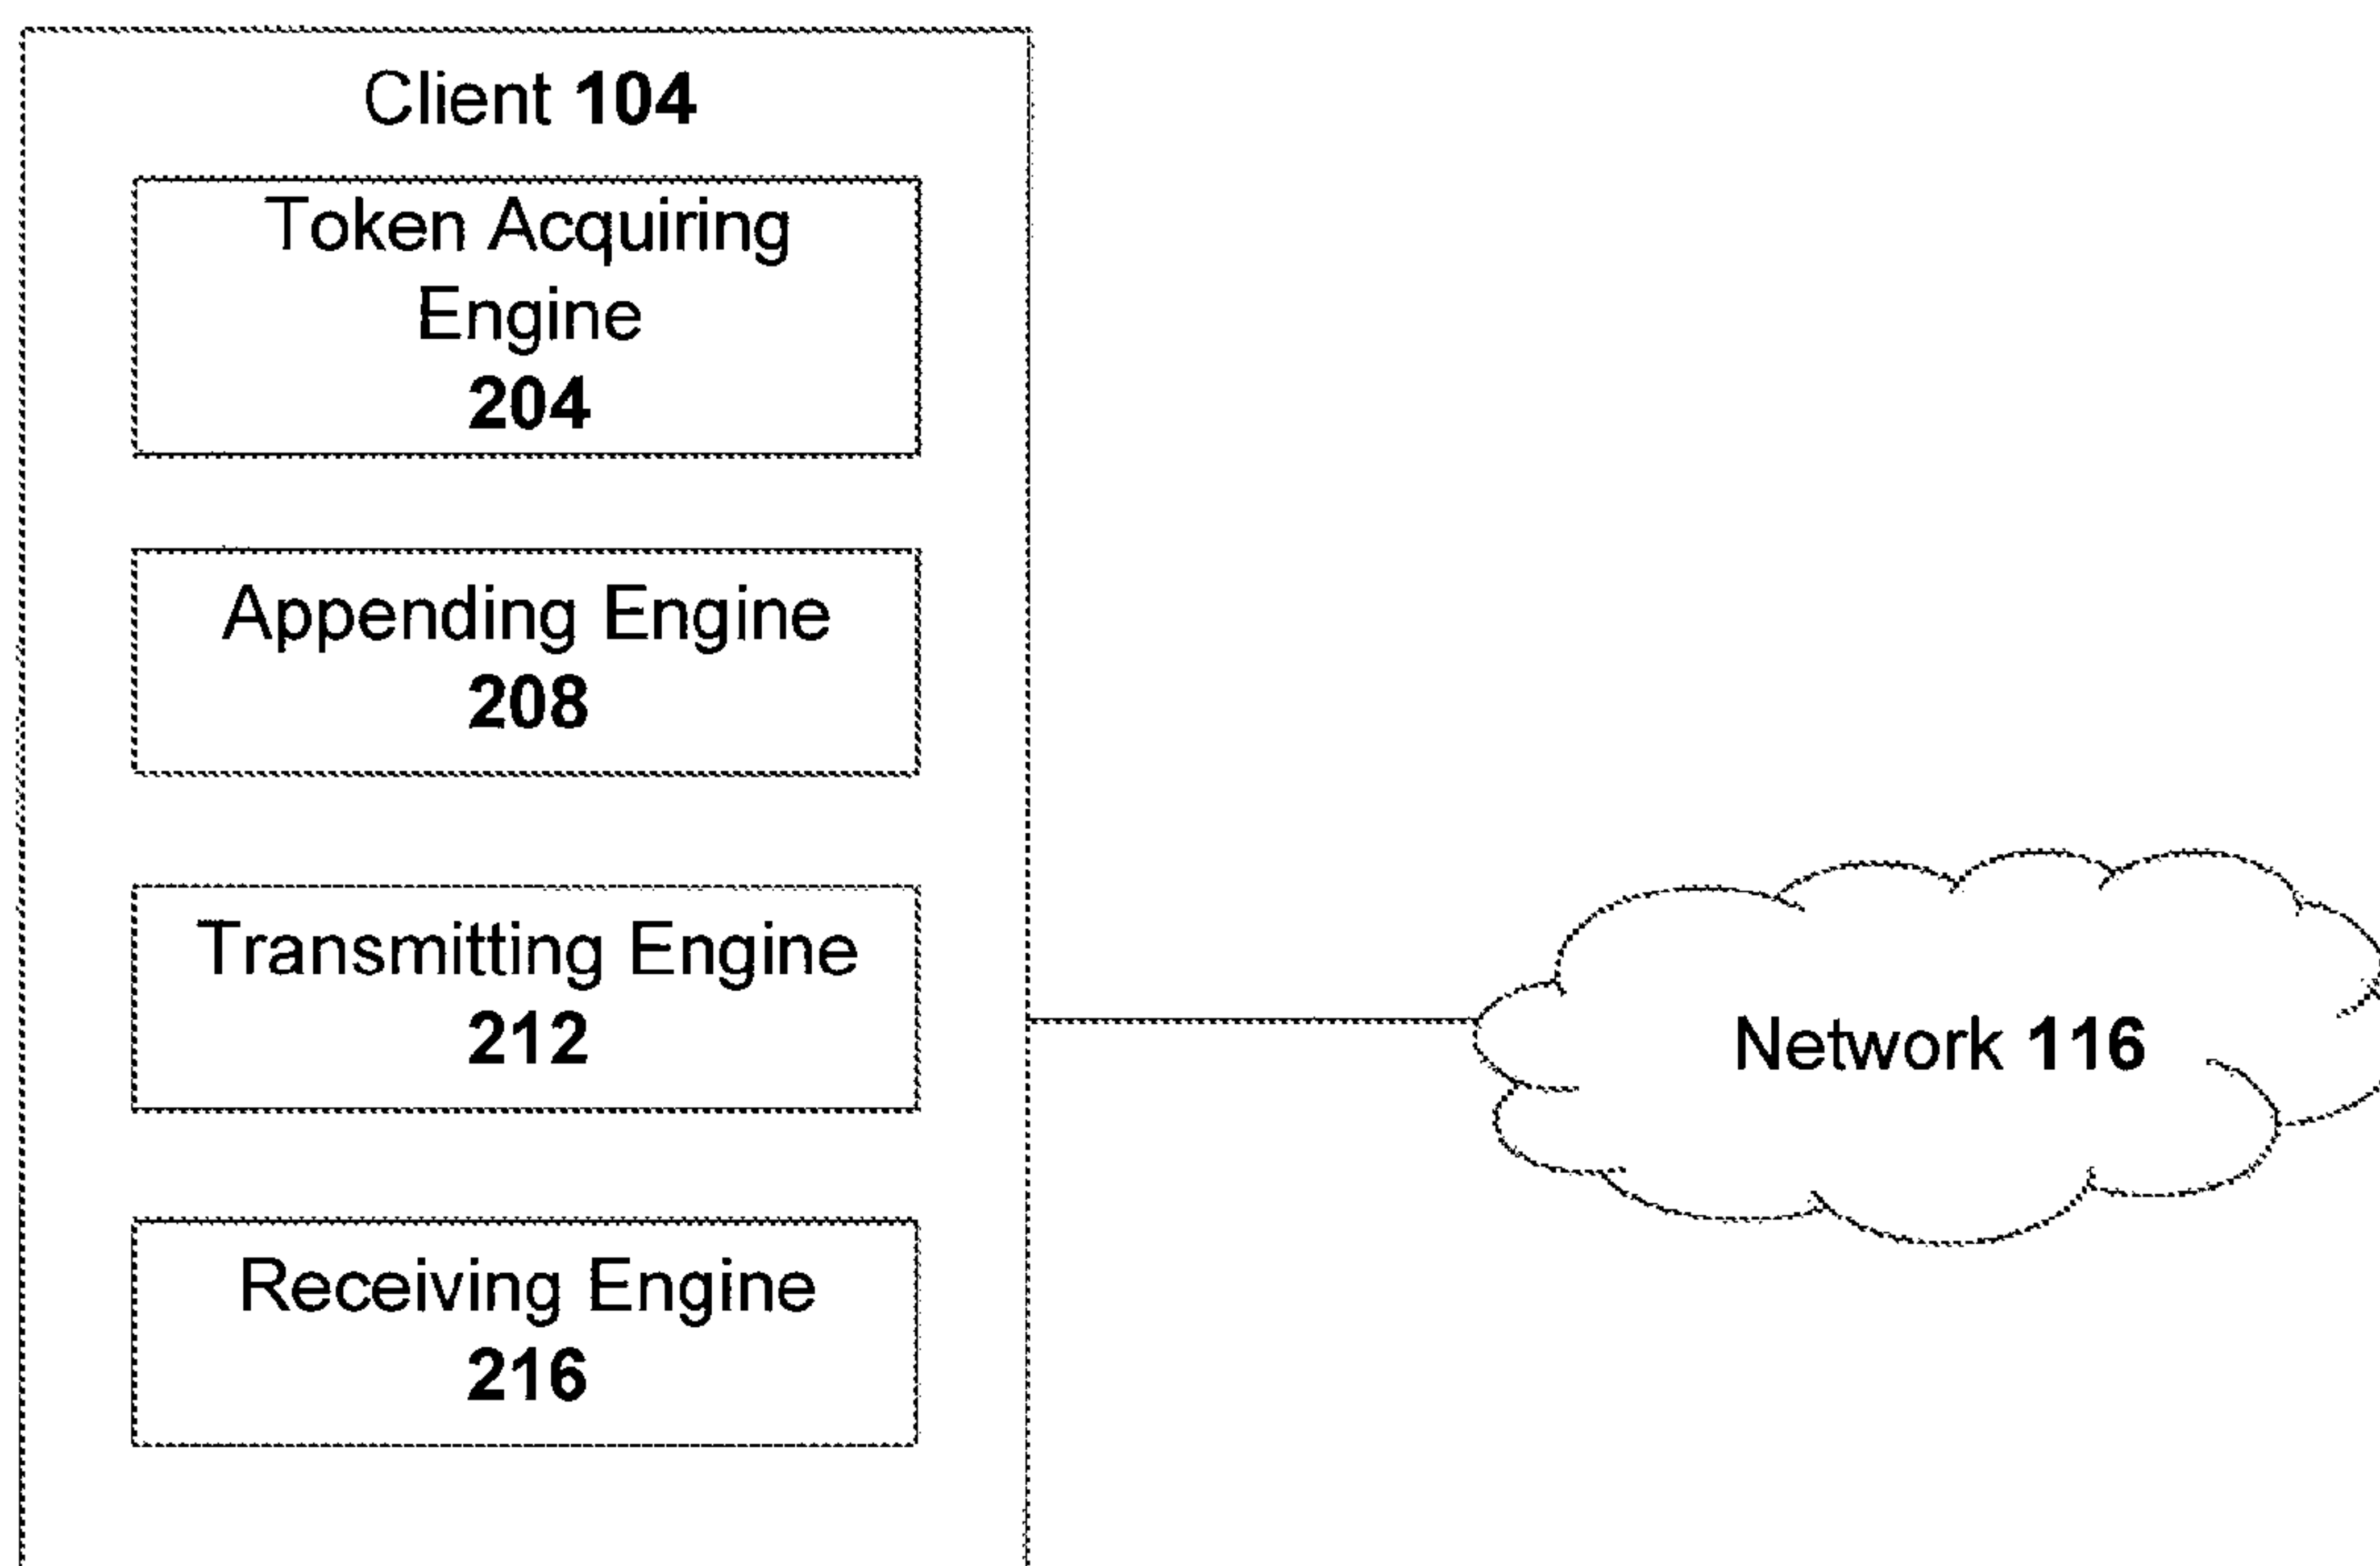 Client 104
Token Acquiring
Engine
204
Appending Engine
208
Transmitting Engine
212
Network 116
Receiving Engine
216